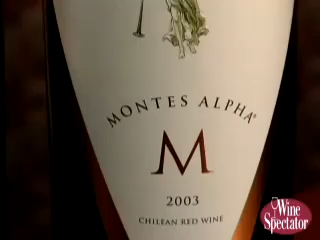 MONTES ALPHA®
M
2003
CHILEAN RED WINE
Wine
Spectator